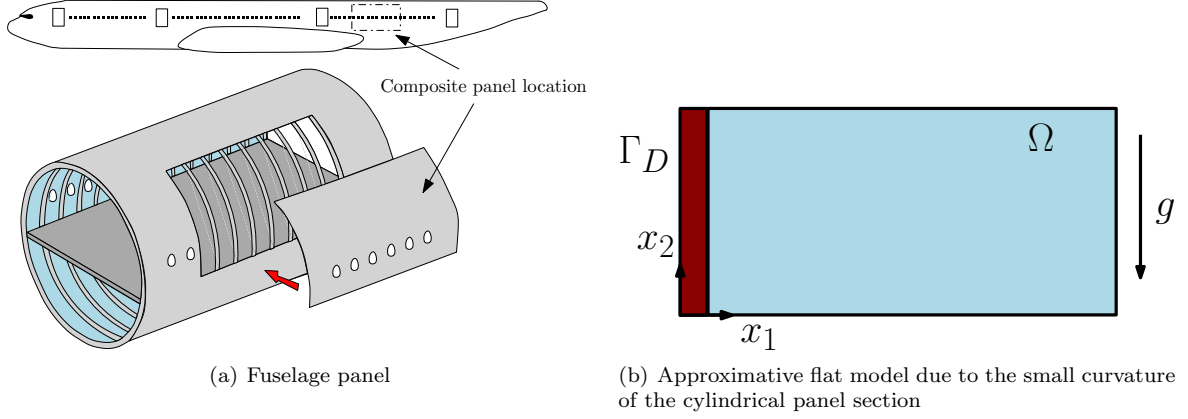 Composite panel location
(a) Fuselage panel
Γ_D
Ω
g
x_2
x_1
(b) Approximative flat model due to the small curvature
of the cylindrical panel section